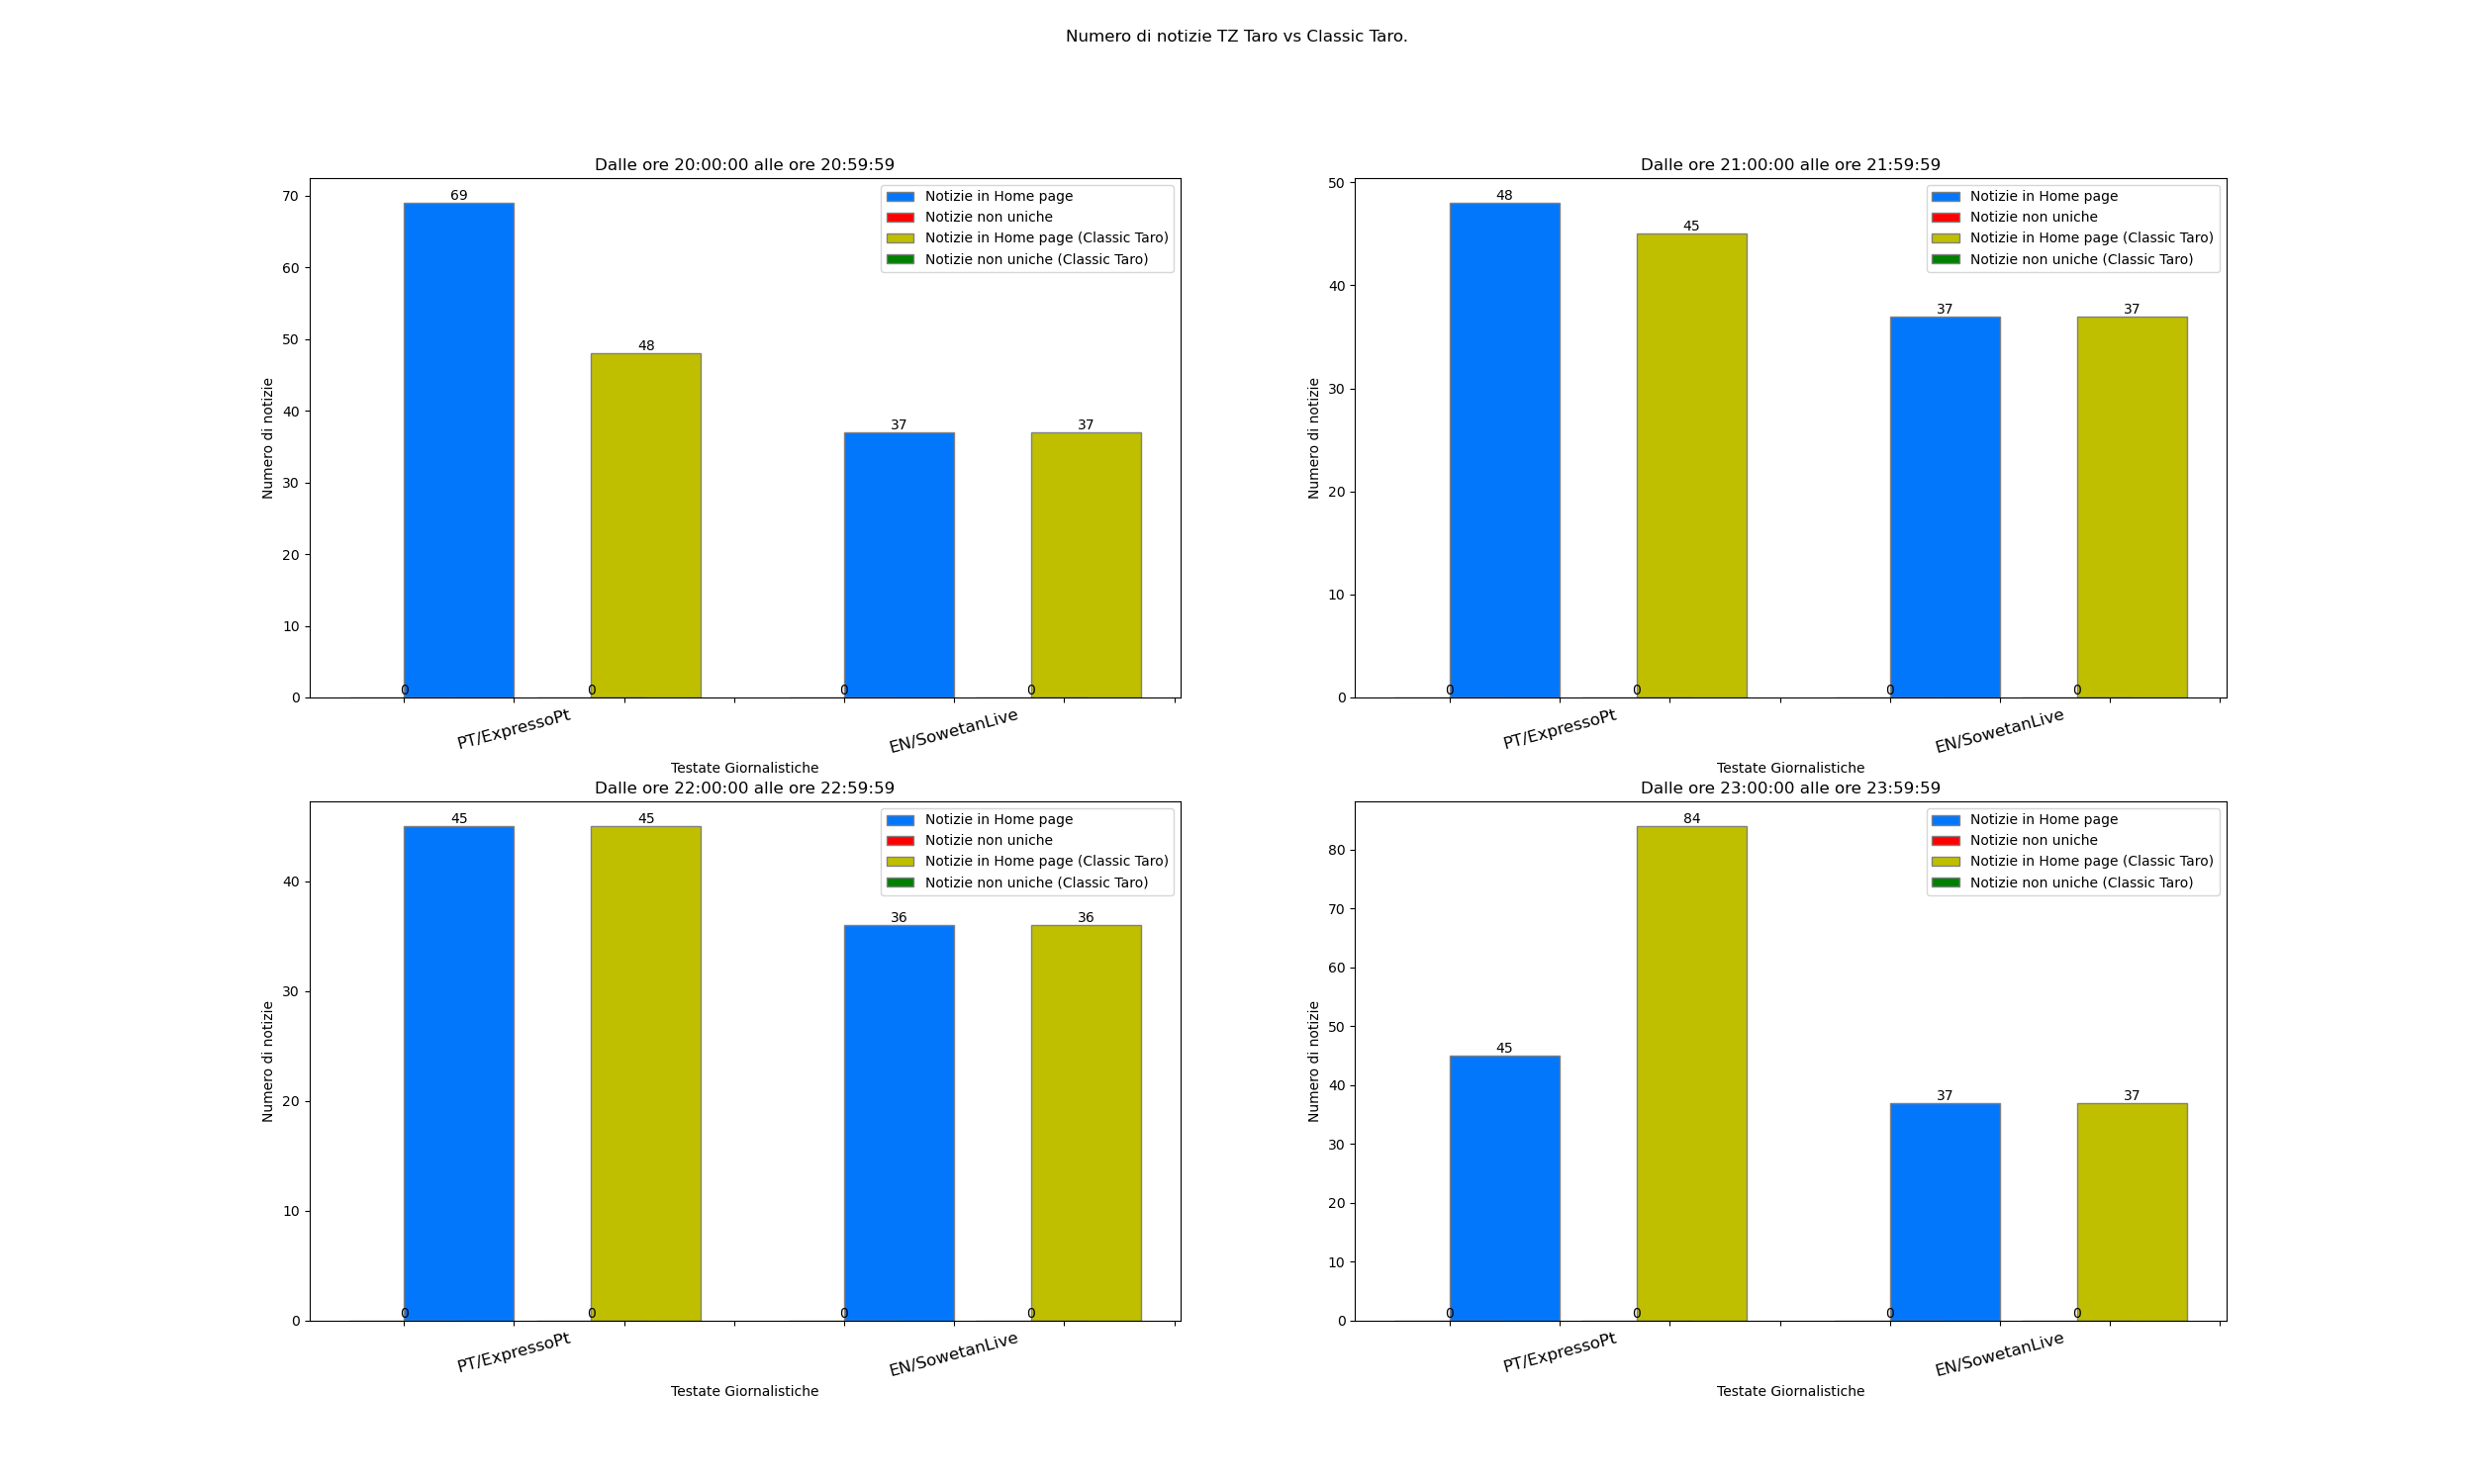 Numero di notizie TZ Taro vs Classic Taro.
Dalle ore 20:00:00 alle ore 20:59:59
70
60
50
40
30
20
10
0
Numero di notizie
69
48
37
37
0
0
0
0
Notizie in Home page
Notizie non uniche
Notizie in Home page (Classic Taro)
Notizie non uniche (Classic Taro)
PT/ExpressoPt
EN/SowetanLive
Testate Giornalistiche
Dalle ore 21:00:00 alle ore 21:59:59
50
40
30
20
10
0
Numero di notizie
48
45
37
37
0
0
0
0
Notizie in Home page
Notizie non uniche
Notizie in Home page (Classic Taro)
Notizie non uniche (Classic Taro)
PT/ExpressoPt
EN/SowetanLive
Testate Giornalistiche
Dalle ore 22:00:00 alle ore 22:59:59
40
30
20
10
0
Numero di notizie
45
45
36
36
0
0
0
0
Notizie in Home page
Notizie non uniche
Notizie in Home page (Classic Taro)
Notizie non uniche (Classic Taro)
PT/ExpressoPt
EN/SowetanLive
Testate Giornalistiche
Dalle ore 23:00:00 alle ore 23:59:59
80
70
60
50
40
30
20
10
0
Numero di notizie
45
84
37
37
0
0
0
0
Notizie in Home page
Notizie non uniche
Notizie in Home page (Classic Taro)
Notizie non uniche (Classic Taro)
PT/ExpressoPt
EN/SowetanLive
Testate Giornalistiche